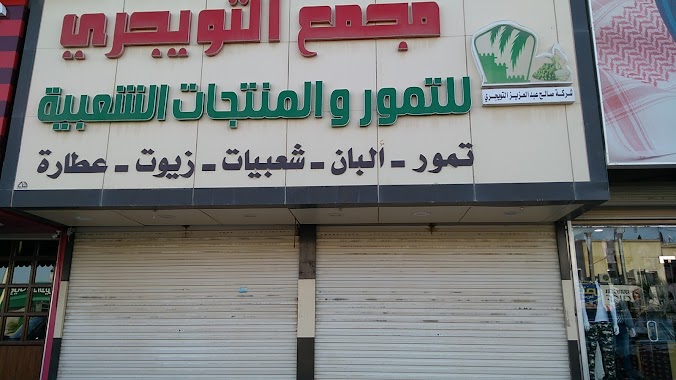 مجمع التويجري
للتمور والمنتجات الشعبية
شركة صالح عبدالعزيز التويجري
تمور - ألبان - شعبيات - زيوت - عطارة